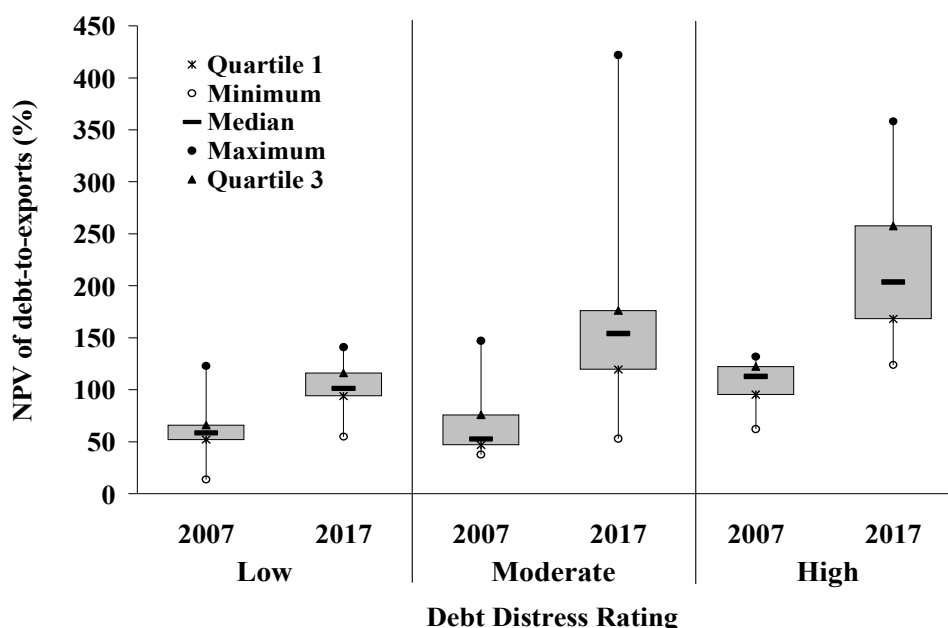 NPV of debt-to-exports (%)
450
400
350
300
250
200
150
100
50
0
Quartile 1
Minimum
Median
Maximum
Quartile 3
2007 2017 2007 2017 2007 2017
Low Moderate High
Debt Distress Rating